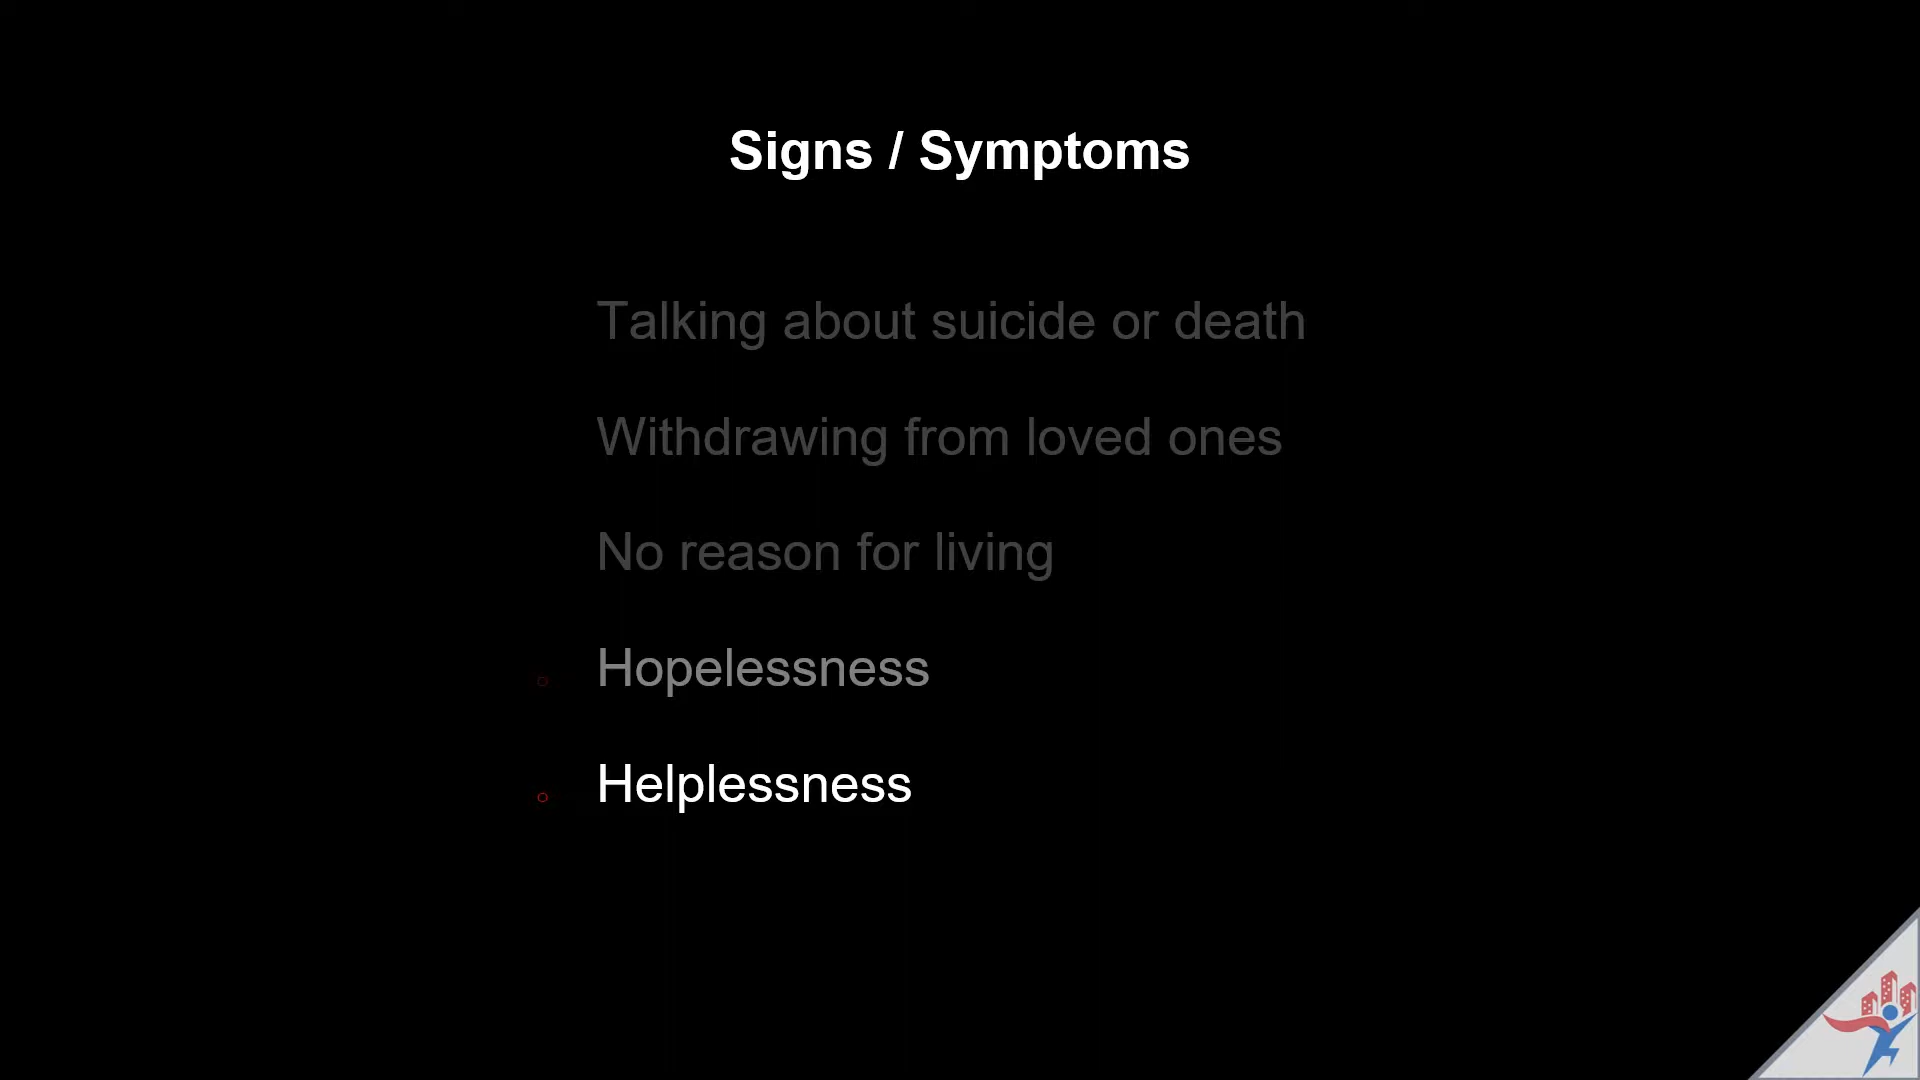 Signs / Symptoms
Talking about suicide or death
Withdrawing from loved ones
No reason for living
Hopelessness
Helplessness